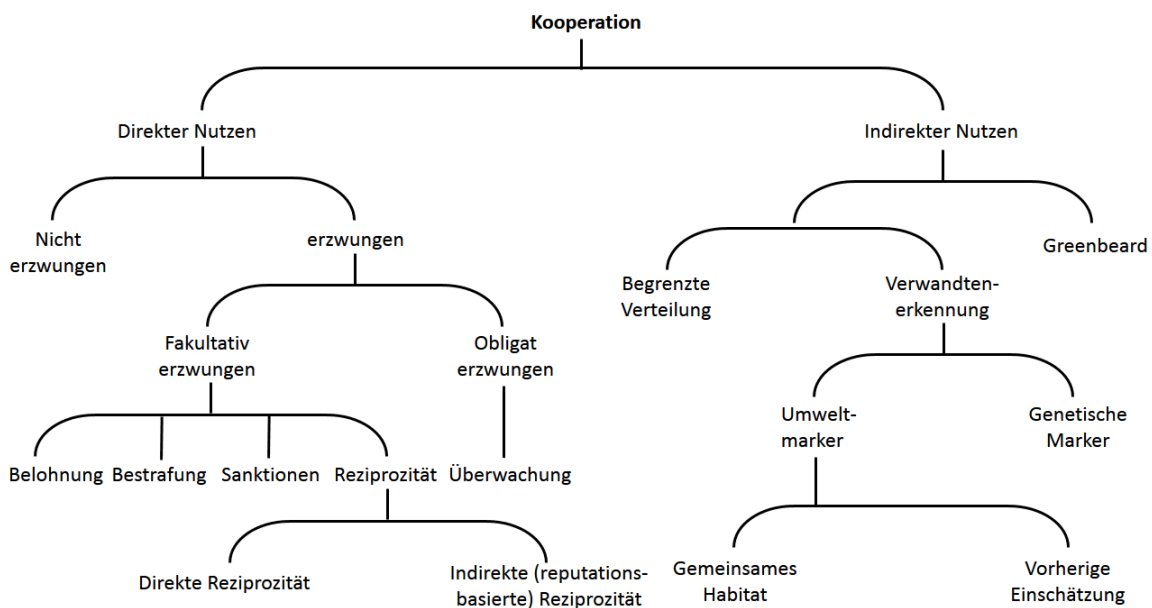 Kooperation
Direkter Nutzen
Indirekter Nutzen
Nicht
erzwungen
erzwungen
Greenbeard
Begrenzte
Verteilung
Verwandten-
erkennung
Fakultativ
erzwungen
Obligat
erzwungen
Umwelt-
marker
Genetische
Marker
Belohnung
Bestrafung
Sanktionen
Reziprozität
Überwachung
Direkte Reziprozität
Indirekte (reputations-
basierte) Reziprozität
Gemeinsames
Habitat
Vorherige
Einschätzung